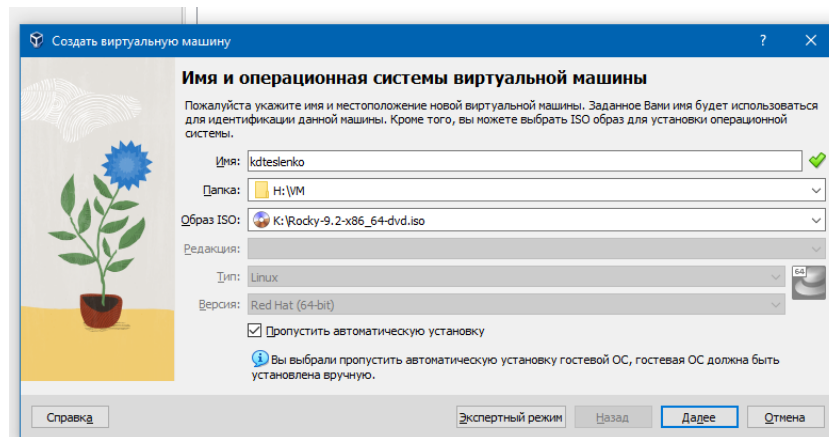 Создать виртуальную машину
?
Имя и операционная системы виртуальной машины
Пожалуйста укажите имя и местоположение новой виртуальной машины. Заданное Вами имя будет использоваться
для идентификации данной машины. Кроме того, вы можете выбрать ISO образ для установки операционной
системы.
Имя: kdteslenko
Папка: H:\VM
Образ ISO: K:\Rocky-9.2-x86_64-dvd.iso
Редакция:
Тип: Linux
64
Версия: Red Hat (64-bit)
Пропустить автоматическую установку
Вы выбрали пропустить автоматическую установку гостевой ОС, гостевая ОС должна быть
установлена вручную.
Справка Экспертный режим Назад Далее Отмена